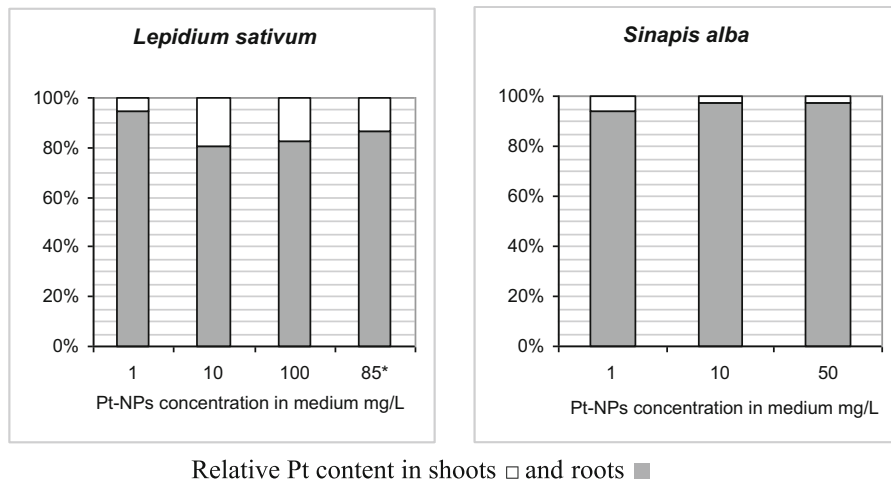 Lepidium sativum
100%
80%
60%
40%
20%
0%
1 10 100 85*
Pt-NPs concentration in medium mg/L
Sinapis alba
100%
80%
60%
40%
20%
0%
1 10 50
Pt-NPs concentration in medium mg/L
Relative Pt content in shoots □ and roots ■